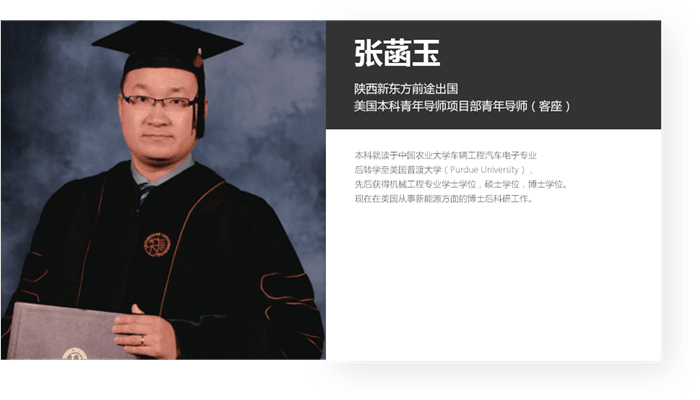 张菡玉
陕西新东方前途出国
美国本科青年导师项目部青年导师（客座）
本科就读于中国农业大学车辆工程汽车电子专业
后转学至美国普渡大学（Purdue University），
先后获得机械工程专业学士学位，硕士学位，博士学位。
现在在美国从事新能源方面的博士后科研工作。